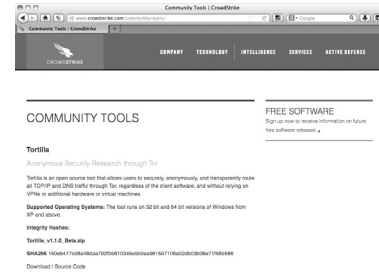 Community Tools | CrowdStrike
www.crowdstrike.com/community-tools/
Google
Community Tools | CrowdStrike
CROWDSTRIKE
COMPANY TECHNOLOGY INTELLIGENCE SERVICES ACTIVE DEFENSE
COMMUNITY TOOLS
FREE SOFTWARE
Sign up now to receive information on future
free software releases
Tortilla
Anonymous Security Research through Tor
Tortilla is an open source tool that allows users to securely, anonymously, and transparently route
all TCP/IP and DNS traffic through Tor, regardless of the client software, and without relying on
VPNs or additional hardware or virtual machines.
Supported Operating Systems: The tool runs on 32 bit and 64 bit versions of Windows from
XP and above.
Integrity Hashes:
Tortilla_v1.1.0_Beta.zip
SHA256
Download | Source Code